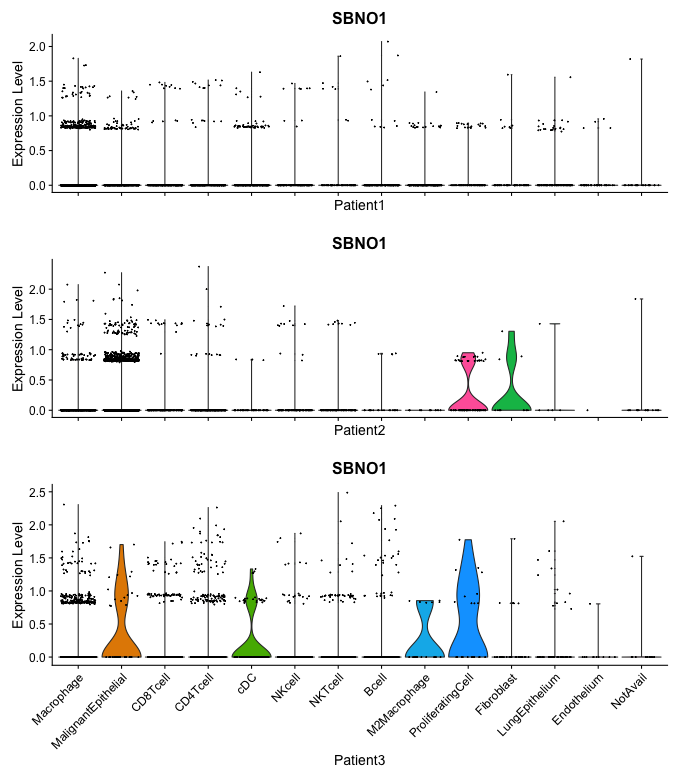 SBNO1
Expression Level
2.0
1.5
1.0
0.5
0.0
Patient1
SBNO1
Expression Level
2.0
1.5
1.0
0.5
0.0
Patient2
SBNO1
Expression Level
2.5
2.0
1.5
1.0
0.5
0.0
Macrophage
MalignantEpithelial
CD8Tcell
CD4Tcell
cDC
NKcell
NKTcell
Bcell
M2Macrophage
ProliferatingCell
Fibroblast
LungEpithelium
Endothelium
NotAvail
Patient3